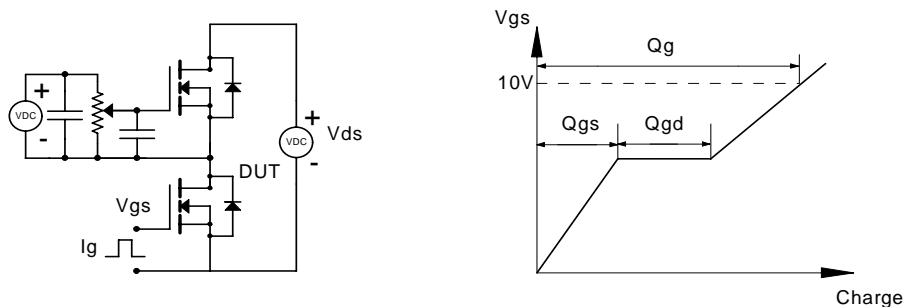 +
VDC
-
+
VDC
-
Vds
DUT
Vgs
Ig
Vgs
Qg
10V
Qgs
Qgd
Charge